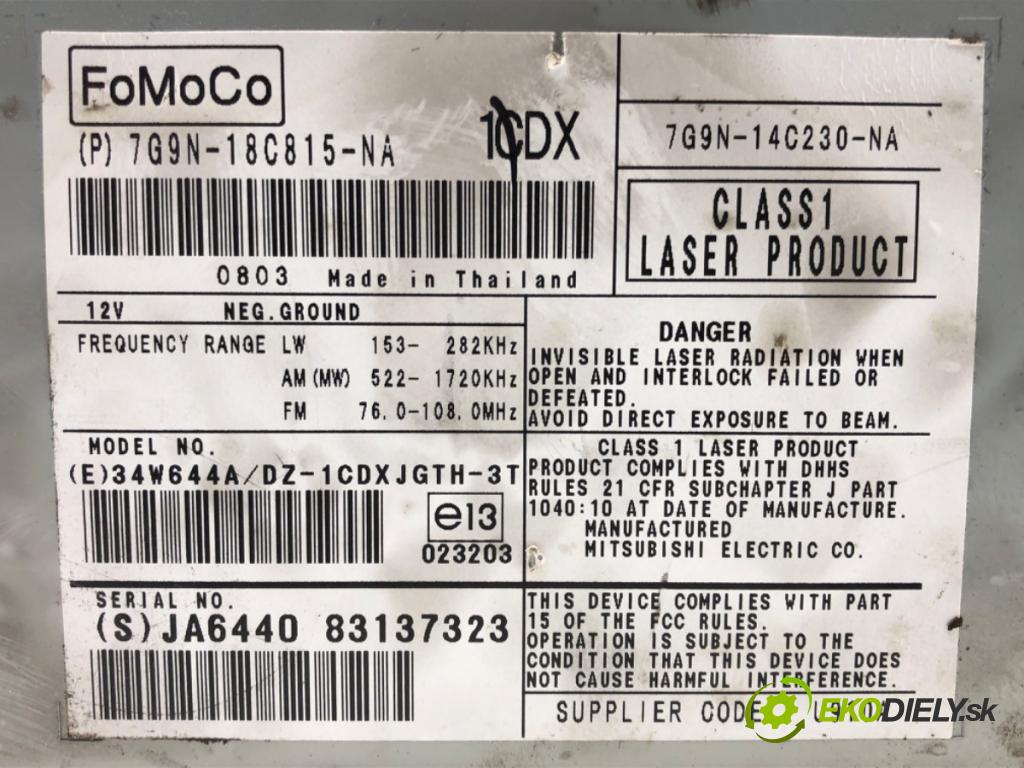 FoMoCo
(P) 7G9N-18C815-NA
1CDX
7G9N-14C230-NA
CLASS1
LASER PRODUCT
0803 Made in Thailand
12V NEG.GROUND
FREQUENCY RANGE LW 153- 282KHz
AM(MW) 522- 1720KHz
FM 76.0-108.0MHz
DANGER
INVISIBLE LASER RADIATION WHEN
OPEN AND INTERLOCK FAILED OR
DEFEATED.
AVOID DIRECT EXPOSURE TO BEAM.
MODEL NO.
(E)34W644A/DZ-1CDXJGTH-3T
e13
023203
CLASS 1 LASER PRODUCT
PRODUCT COMPLIES WITH DHHS
RULES 21 CFR SUBCHAPTER J PART
1040:10 AT DATE OF MANUFACTURE.
MANUFACTURED
MITSUBISHI ELECTRIC CO.
SERIAL NO.
(S)JA6440 83137323
THIS DEVICE COMPLIES WITH PART
15 OF THE FCC RULES.
OPERATION IS SUBJECT TO THE
CONDITION THAT THIS DEVICE DOES
NOT CAUSE HARMFUL INTERFERENCE.
SUPPLIER CODE
EKODIELY.sk